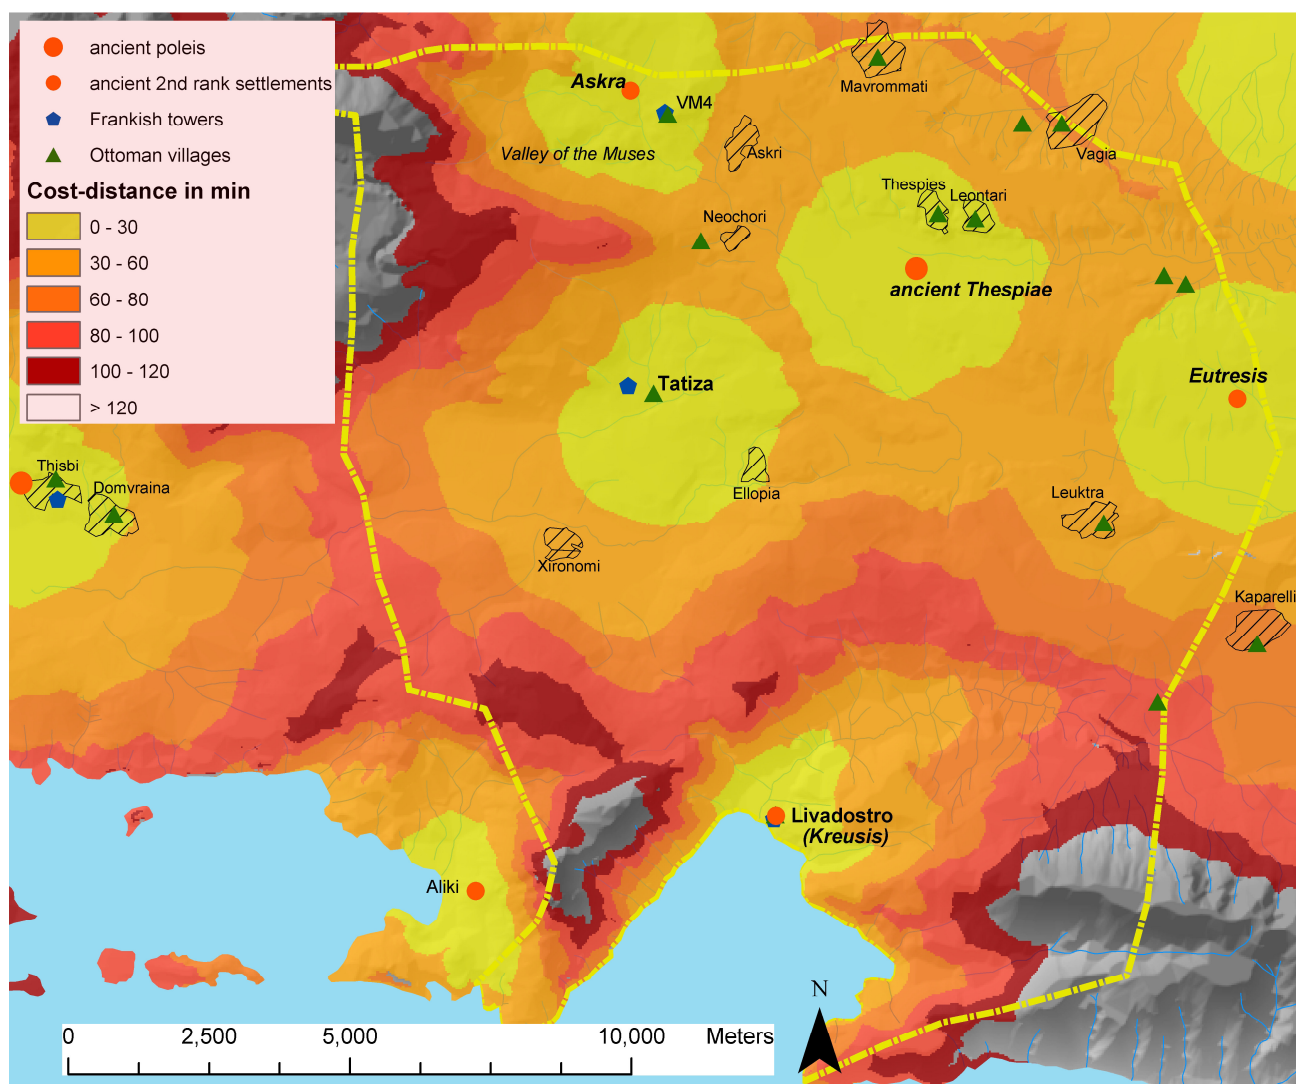 ancient poleis
ancient 2nd rank settlements
Frankish towers
Ottoman villages
Cost-distance in min
0 - 30
30 - 60
60 - 80
80 - 100
100 - 120
> 120
Askra
VM4
Valley of the Muses
Askri
Mavrommati
Vagia
Thespies
Leontari
Neochori
ancient Thespiae
Eutresis
Tatiza
Thisbi
Domvraina
Ellopia
Leuktra
Xironomi
Kaparelli
Livadostro
(Kreusis)
Aliki
N
0 2,500 5,000 10,000 Meters